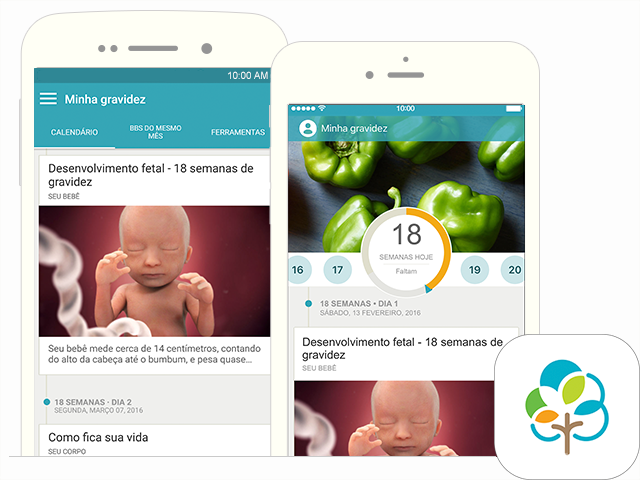 10:00 AM
Minha gravidez
CALENDÁRIO
BBS DO MESMO
MÊS
FERRAMENTAS
Desenvolvimento fetal - 18 semanas de
gravidez
SEU BEBÊ
Seu bebê mede cerca de 14 centímetros, contando
do alto da cabeça até o bumbum, e pesa quase...
18 SEMANAS - DIA 2
SEGUNDA, MARÇO 07, 2016
Como fica sua vida
SEU CORPO
10:00
Minha gravidez
18
SEMANAS HOJE
Faltam
16 17 19 20
18 SEMANAS • DIA 1
SÁBADO, 13 FEVEREIRO, 2016
Desenvolvimento fetal - 18 semanas de
gravidez
SEU BEBÊ